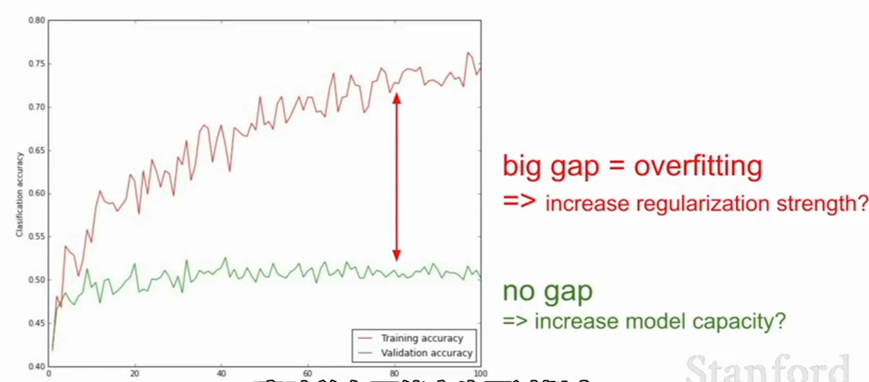 0.80
0.75
0.70
0.65
0.60
0.55
0.50
0.45
0.40
Clasification accuracy
0
20
40
60
80
100
Training accuracy
Validation accuracy
big gap = overfitting
=> increase regularization strength?
no gap
=> increase model capacity?
Stanford